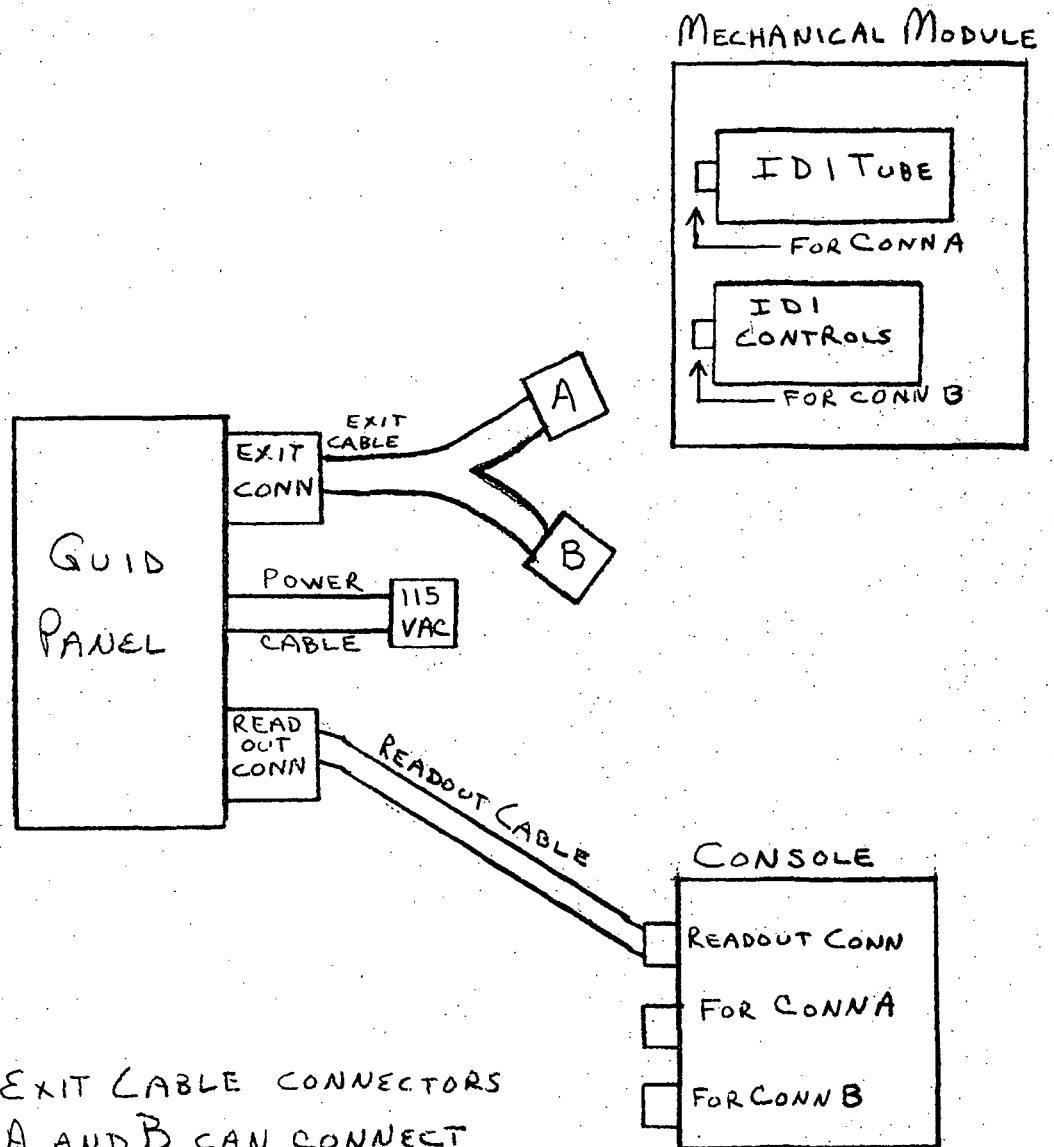 MECHANICAL MODULE
IDI TUBE
FOR CONN A
IDI
CONTROLS
FOR CONN B
EXIT
CABLE
A
EXIT
CONN
B
GUID
PANEL
POWER
CABLE
115
VAC
READ
OUT
CONN
READOUT CABLE
CONSOLE
READOUT CONN
FOR CONN A
FOR CONN B
EXIT CABLE CONNECTORS
A AND B CAN CONNECT